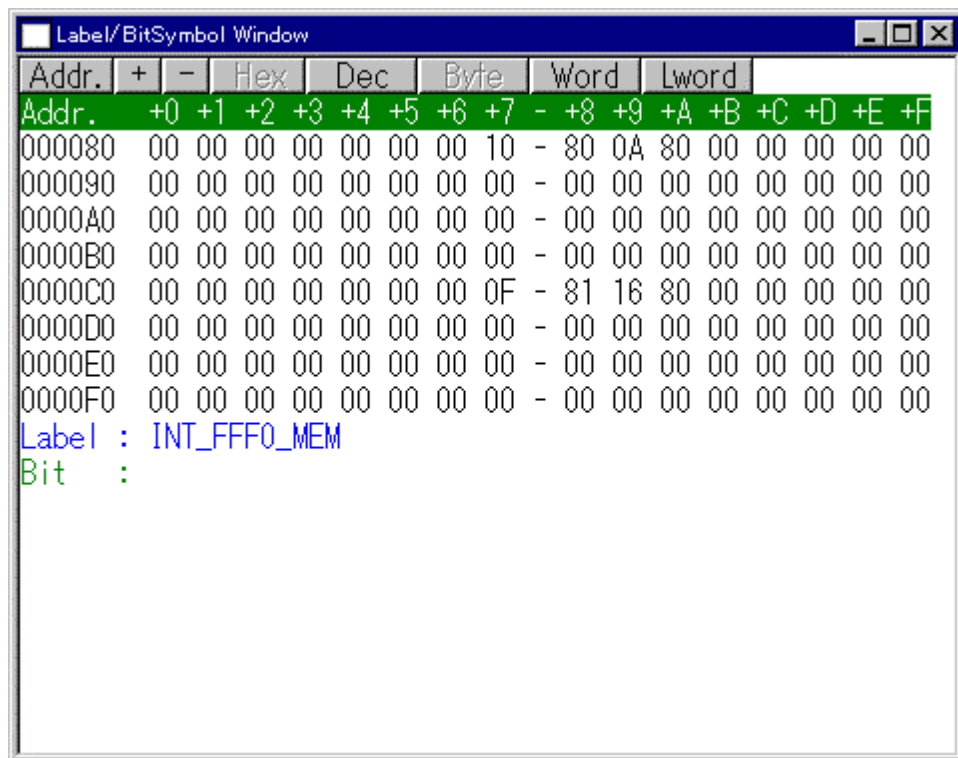 Label/BitSymbol Window
Addr. + - Hex Dec Byte Word Lword
Addr. +0 +1 +2 +3 +4 +5 +6 +7 - +8 +9 +A +B +C +D +E +F
000080 00 00 00 00 00 00 00 10 - 80 0A 80 00 00 00 00 00
000090 00 00 00 00 00 00 00 00 - 00 00 00 00 00 00 00 00
0000A0 00 00 00 00 00 00 00 00 - 00 00 00 00 00 00 00 00
0000B0 00 00 00 00 00 00 00 00 - 00 00 00 00 00 00 00 00
0000C0 00 00 00 00 00 00 00 0F - 81 16 80 00 00 00 00 00
0000D0 00 00 00 00 00 00 00 00 - 00 00 00 00 00 00 00 00
0000E0 00 00 00 00 00 00 00 00 - 00 00 00 00 00 00 00 00
0000F0 00 00 00 00 00 00 00 00 - 00 00 00 00 00 00 00 00
Label : INT_FFF0_MEM
Bit :